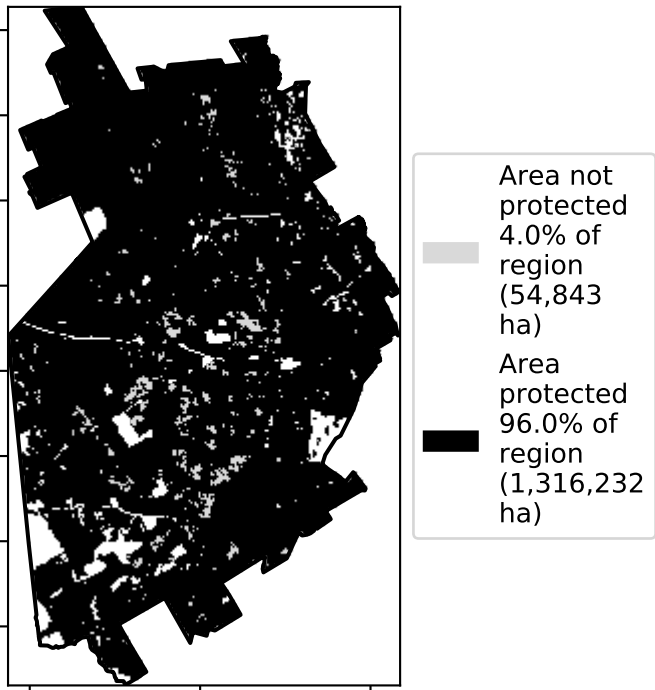 Area not
protected
4.0% of
region
(54,843
ha)
Area
protected
96.0% of
region
(1,316,232
ha)